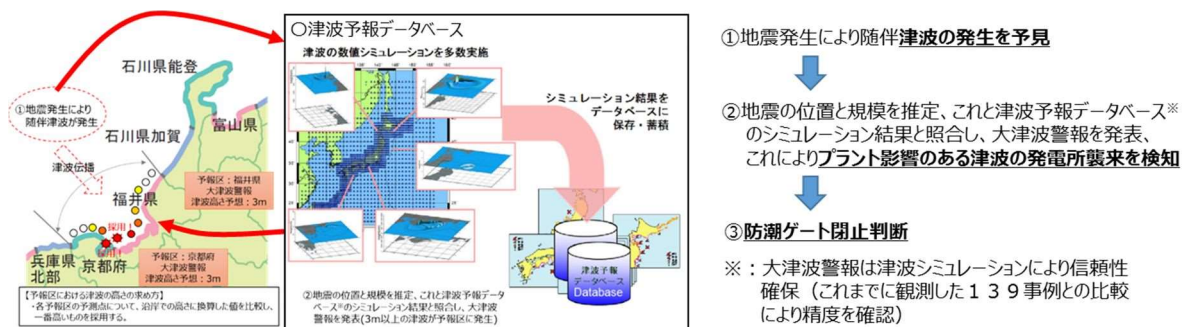 石川県能登
①地震発生により
随伴津波が発生
富山県
石川県加賀
津波伝播
予報区：福井県
大津波警報
津波高さ予想：3m
福井県
採用！
採用！
兵庫県
北部
京都府
予報区：京都府
大津波警報
津波高さ予想：3m
【予報区における津波の高さの求め方】
・各予報区の予測点について、沿岸での高さに換算した値を比較し、
一番高いものを採用する。
〇津波予報データベース
津波の数値シミュレーションを多数実施
シミュレーション結果を
データベースに
保存・蓄積
津波予報
データベース
Database
②地震の位置と規模を推定、これと津波予報データ
ベース※のシミュレーション結果と照合し、大津波
警報を発表(3m以上の津波が予報区に発生)
①地震発生により随伴津波の発生を予見
②地震の位置と規模を推定、これと津波予報データベース※
のシミュレーション結果と照合し、大津波警報を発表、
これによりプラント影響のある津波の発電所襲来を検知
③防潮ゲート閉止判断
※：大津波警報は津波シミュレーションにより信頼性
確保（これまでに観測した１３９事例との比較
により精度を確認）